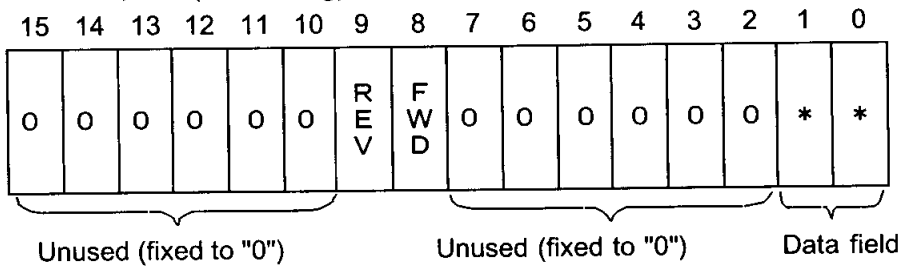 15 14 13 12 11 10 9 8 7 6 5 4 3 2 1 0
0 0 0 0 0 0 REV FWD 0 0 0 0 0 0 * *
Unused (fixed to "0") Unused (fixed to "0") Data field